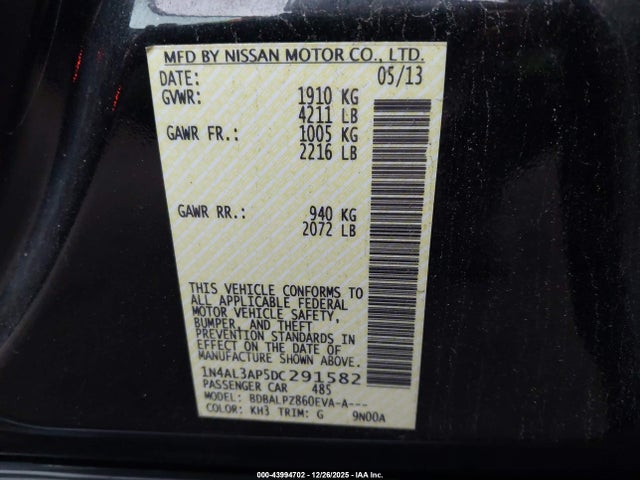 MFD BY NISSAN MOTOR CO., LTD.
DATE: 05/13
GVWR: 1910 KG
4211 LB
GAWR FR.: 1005 KG
2216 LB
GAWR RR.: 940 KG
2072 LB
THIS VEHICLE CONFORMS TO
ALL APPLICABLE FEDERAL
MOTOR VEHICLE SAFETY,
BUMPER, AND THEFT
PREVENTION STANDARDS IN
EFFECT ON THE DATE OF
MANUFACTURE SHOWN ABOVE.
1N4AL3AP5DC291582
PASSENGER CAR 485
MODEL: BDBALPZ860EVA-A---
COLOR: KH3 TRIM: G 9N00A
000-43994702 - 12/26/2025 - IAA Inc.